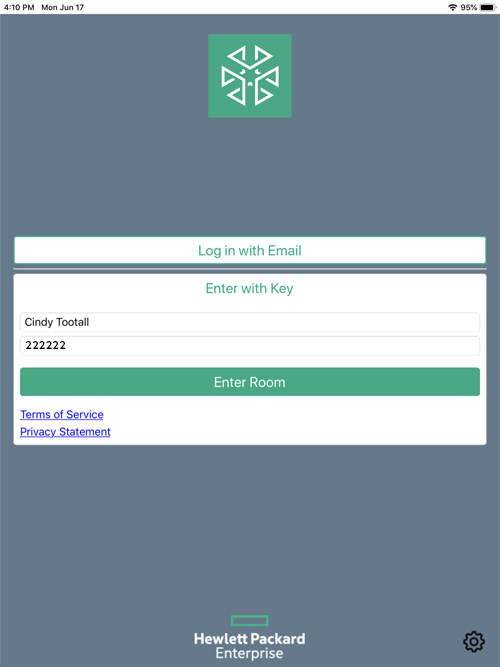 4:10 PM Mon Jun 17 95%
Log in with Email
Enter with Key
Cindy Tootall
222222
Enter Room
Terms of Service
Privacy Statement
Hewlett Packard
Enterprise